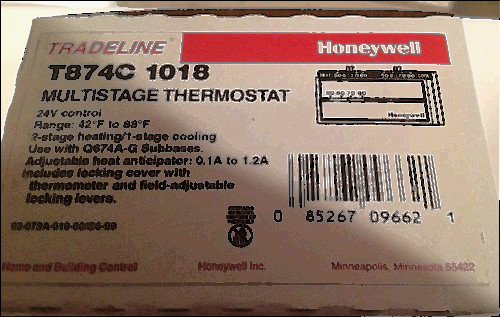 TRADELINE® Honeywell
T874C 1018
MULTISTAGE THERMOSTAT
24V control
Range: 42°F to 88°F
2-stage heating/1-stage cooling
Use with Q674A-G Subbases.
Adjustable heat anticipator: 0.1A to 1.2A
Includes locking cover with
thermometer and field-adjustable
locking levers.
Honeywell
0 85267 09662 1
Home and Building Control Honeywell Inc. Minneapolis, Minnesota 55422